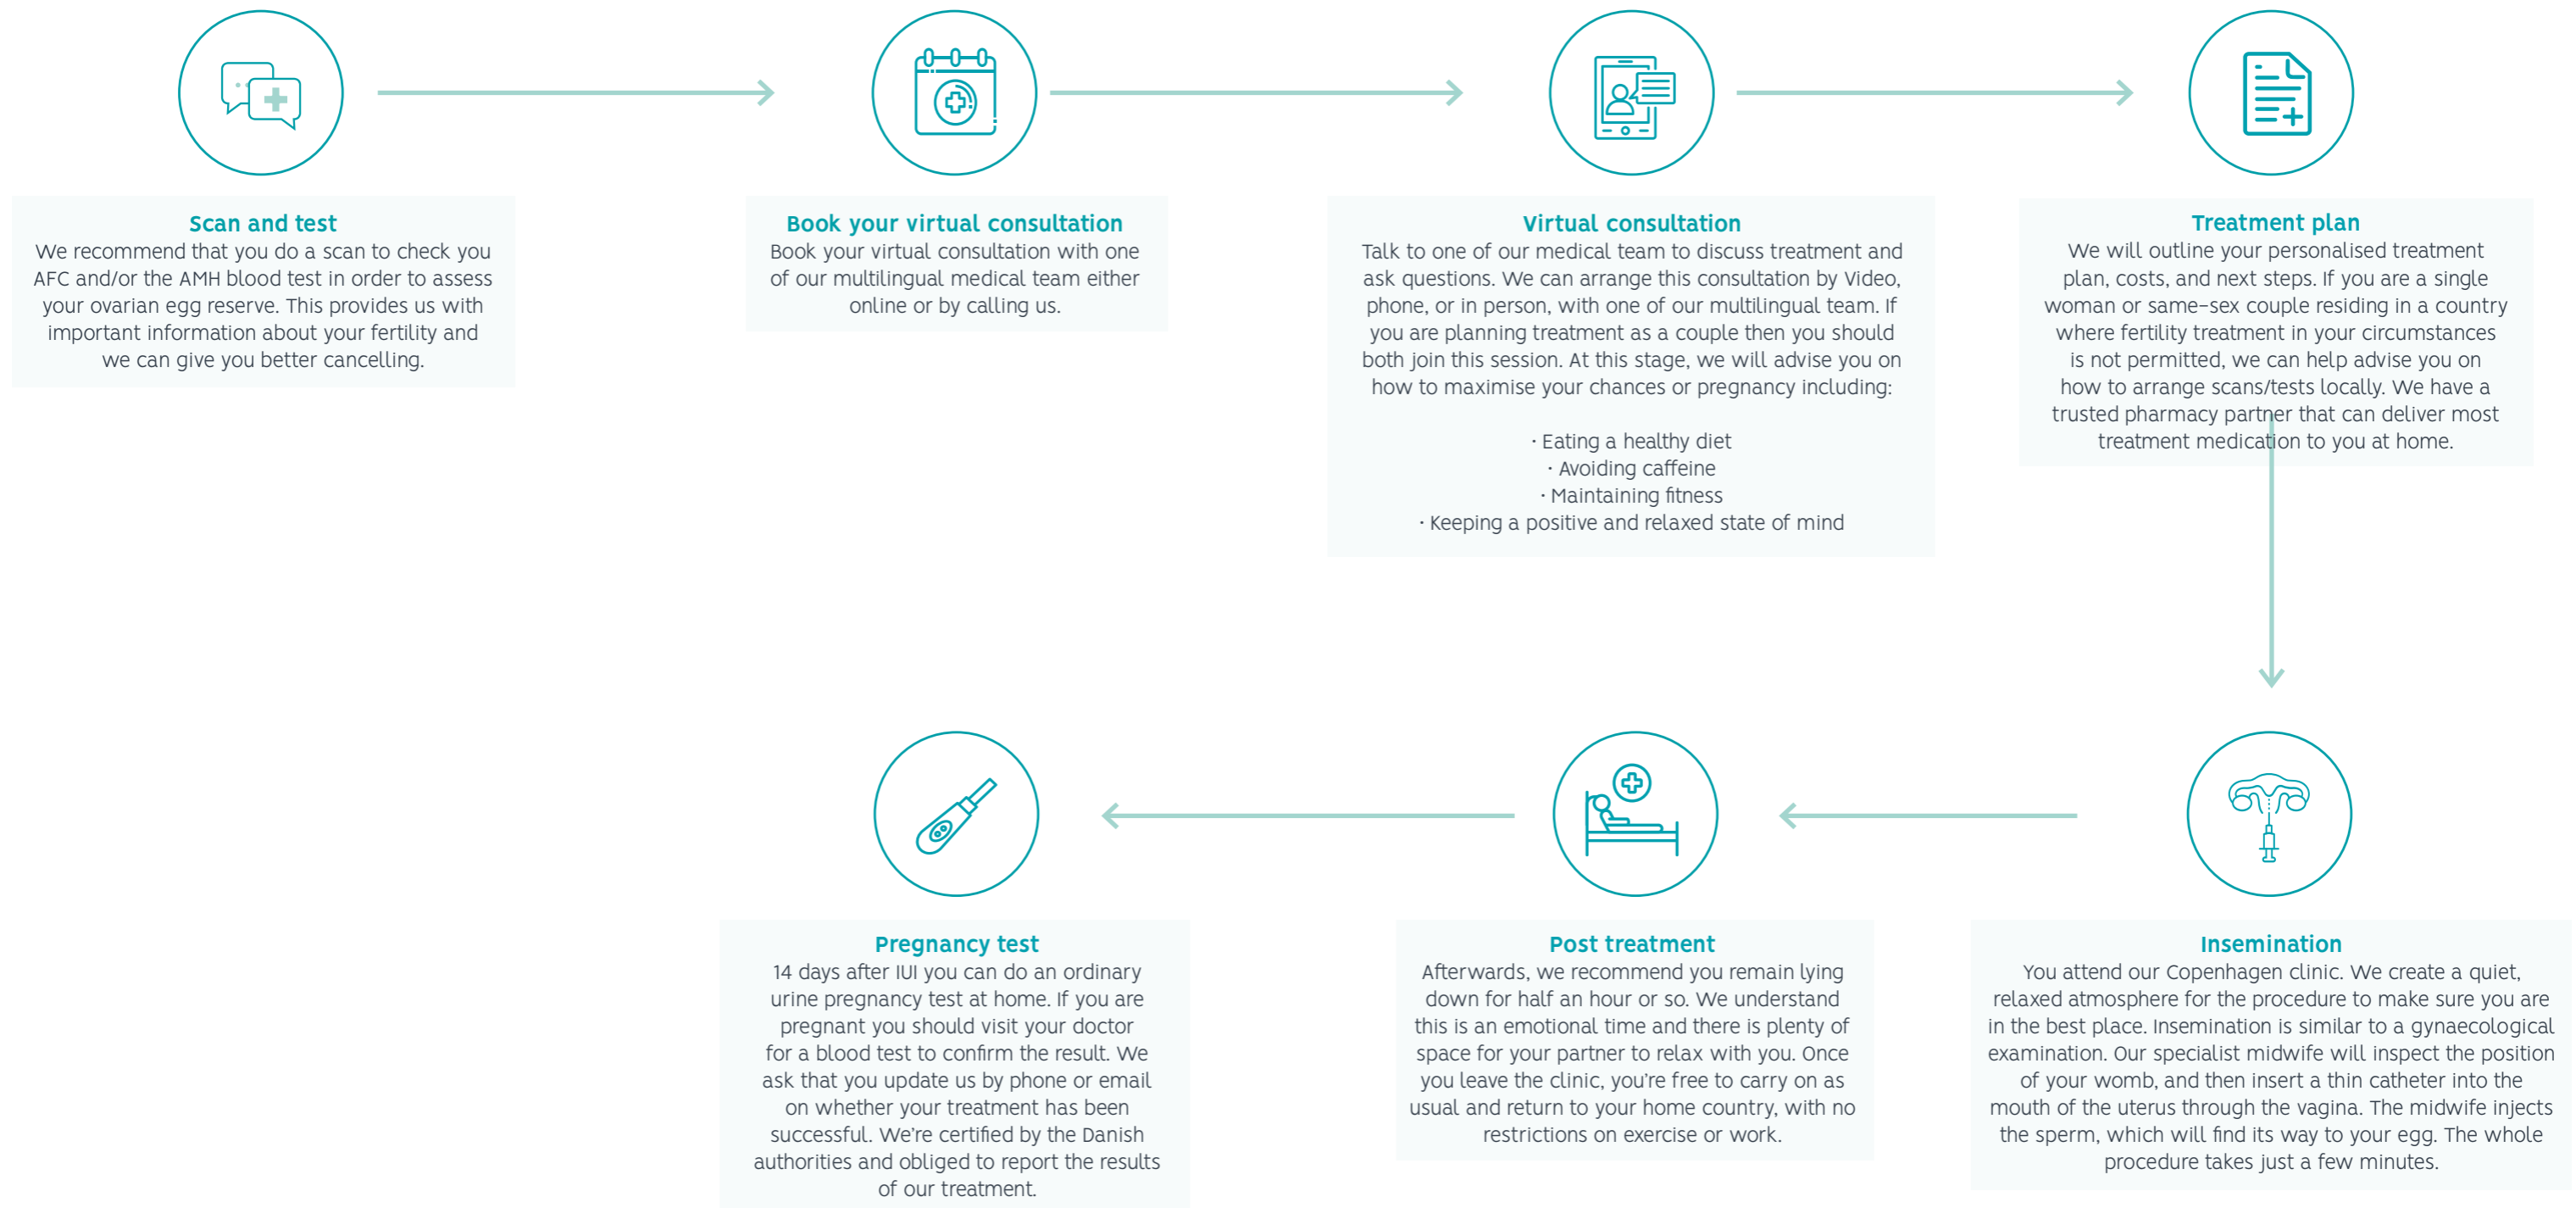 Scan and test
We recommend that you do a scan to check you
AFC and/or the AMH blood test in order to assess
your ovarian egg reserve. This provides us with
important information about your fertility and
we can give you better cancelling.
Book your virtual consultation
Book your virtual consultation with one
of our multilingual medical team either
online or by calling us.
Virtual consultation
Talk to one of our medical team to discuss treatment and
ask questions. We can arrange this consultation by Video,
phone, or in person, with one of our multilingual team. If
you are planning treatment as a couple then you should
both join this session. At this stage, we will advise you on
how to maximise your chances or pregnancy including:
· Eating a healthy diet
· Avoiding caffeine
· Maintaining fitness
· Keeping a positive and relaxed state of mind
Treatment plan
We will outline your personalised treatment
plan, costs, and next steps. If you are a single
woman or same-sex couple residing in a country
where fertility treatment in your circumstances
is not permitted, we can help advise you on
how to arrange scans/tests locally. We have a
trusted pharmacy partner that can deliver most
treatment medication to you at home.
Insemination
You attend our Copenhagen clinic. We create a quiet,
relaxed atmosphere for the procedure to make sure you are
in the best place. Insemination is similar to a gynaecological
examination. Our specialist midwife will inspect the position
of your womb, and then insert a thin catheter into the
mouth of the uterus through the vagina. The midwife injects
the sperm, which will find its way to your egg. The whole
procedure takes just a few minutes.
Post treatment
Afterwards, we recommend you remain lying
down for half an hour or so. We understand
this is an emotional time and there is plenty of
space for your partner to relax with you. Once
you leave the clinic, you're free to carry on as
usual and return to your home country, with no
restrictions on exercise or work.
Pregnancy test
14 days after IUI you can do an ordinary
urine pregnancy test at home. If you are
pregnant you should visit your doctor
for a blood test to confirm the result. We
ask that you update us by phone or email
on whether your treatment has been
successful. We're certified by the Danish
authorities and obliged to report the results
of our treatment.